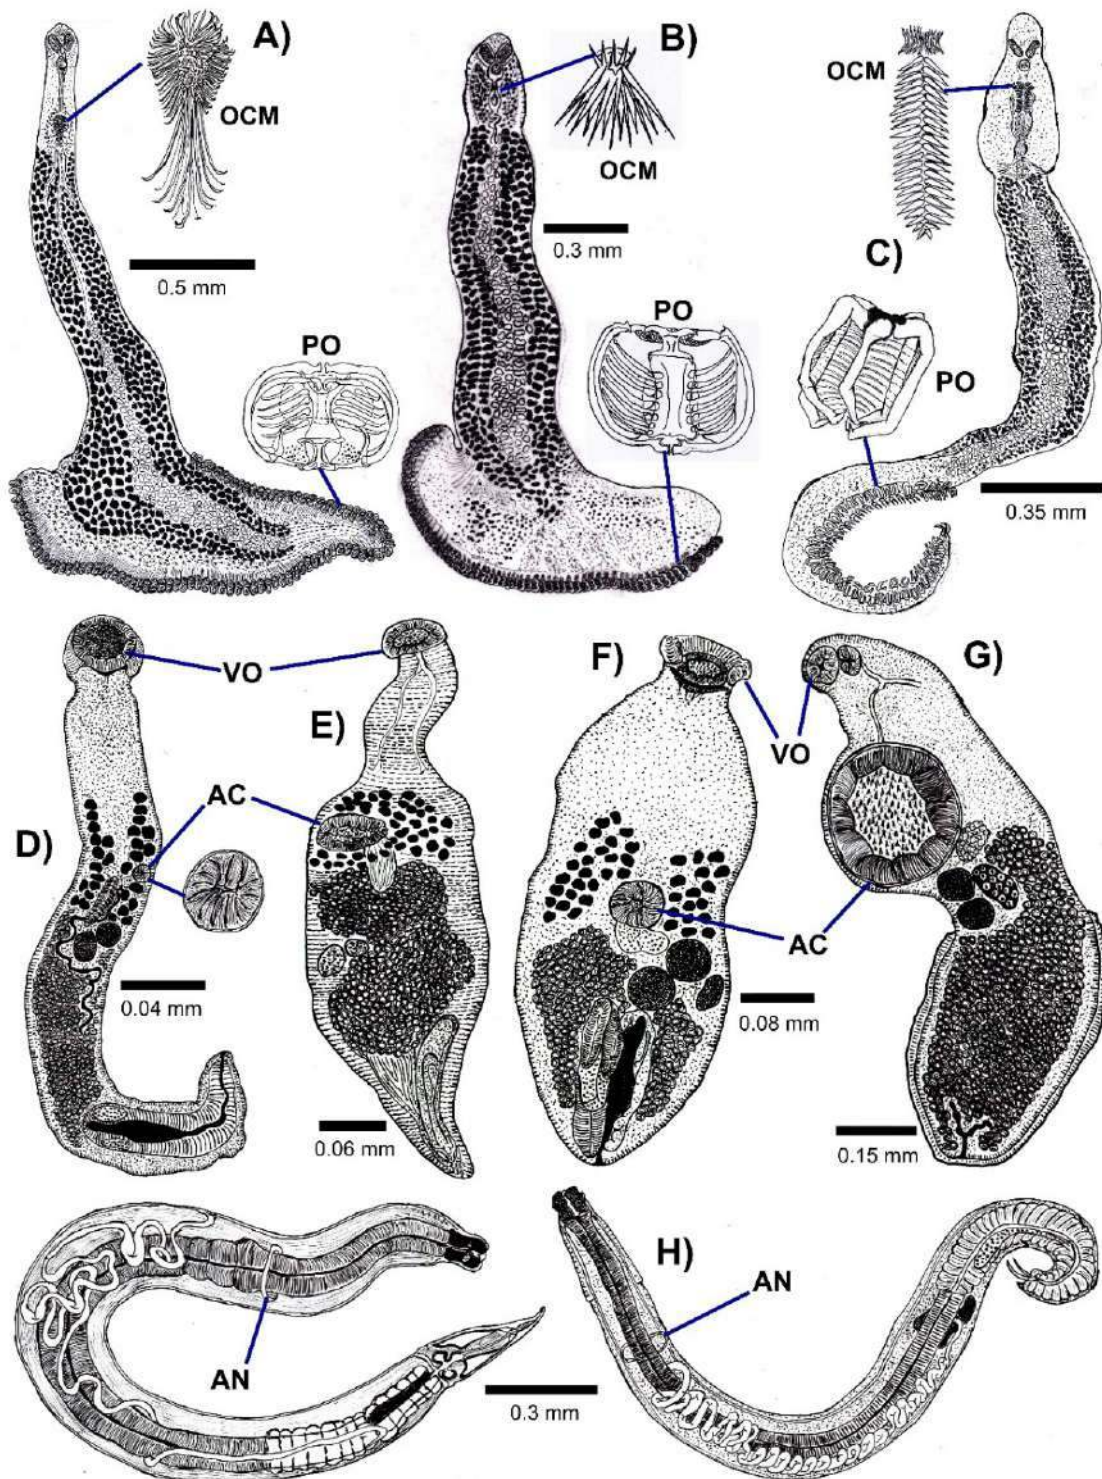 A)
OCM
0.5 mm
PO
B)
OCM
0.3 mm
PO
OCM
C)
PO
0.35 mm
VO
E)
AC
D)
0.04 mm
0.06 mm
F)
G)
VO
AC
0.08 mm
0.15 mm
H)
AN
AN
0.3 mm